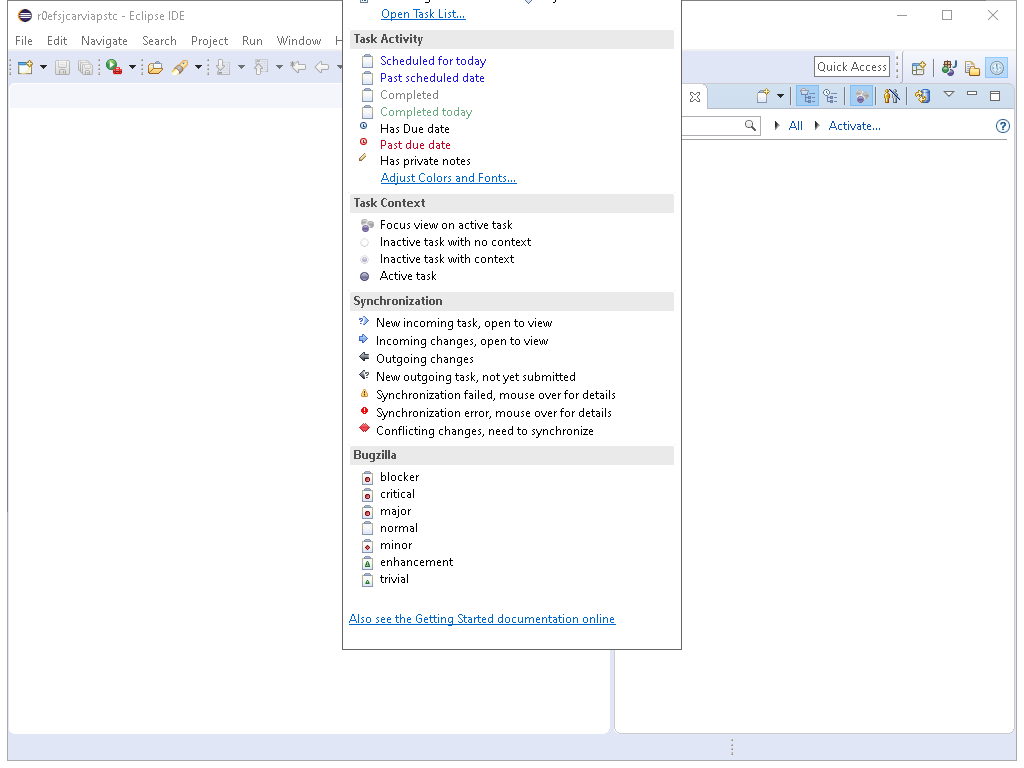 r0efsjcarviapstc - Eclipse IDE
File Edit Navigate Search Project Run Window
Quick Access
All Activate...
Open Task List...
Task Activity
Scheduled for today
Past scheduled date
Completed
Completed today
Has Due date
Past due date
Has private notes
Adjust Colors and Fonts...
Task Context
Focus view on active task
Inactive task with no context
Inactive task with context
Active task
Synchronization
New incoming task, open to view
Incoming changes, open to view
Outgoing changes
New outgoing task, not yet submitted
Synchronization failed, mouse over for details
Synchronization error, mouse over for details
Conflicting changes, need to synchronize
Bugzilla
blocker
critical
major
normal
minor
enhancement
trivial
Also see the Getting Started documentation online